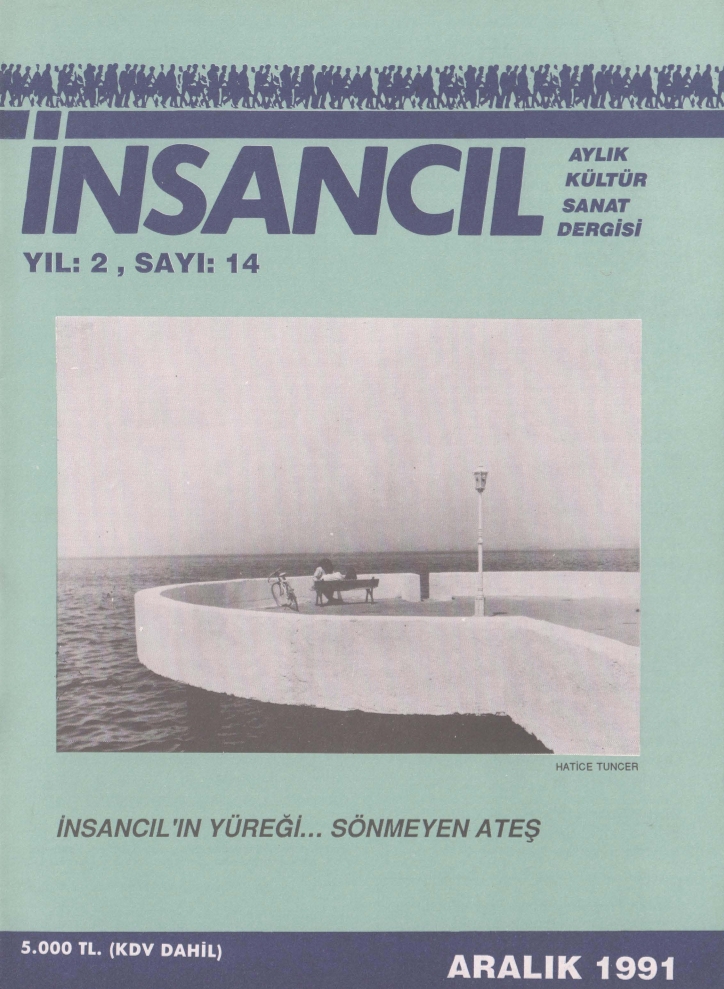 İNSANCIL
AYLIK
KÜLTÜR
SANAT
DERGİSİ
YIL: 2 , SAYI: 14
HATİCE TUNCER
İNSANCIL'IN YÜREĞİ... SÖNMEYEN ATEŞ
5.000 TL. (KDV DAHİL)
ARALIK 1991